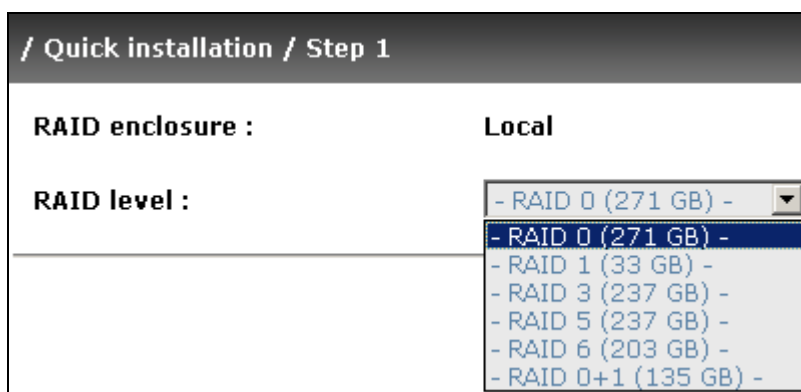 / Quick installation / Step 1
RAID enclosure : Local
RAID level : - RAID 0 (271 GB) -
- RAID 0 (271 GB) -
- RAID 1 (33 GB) -
- RAID 3 (237 GB) -
- RAID 5 (237 GB) -
- RAID 6 (203 GB) -
- RAID 0+1 (135 GB) -